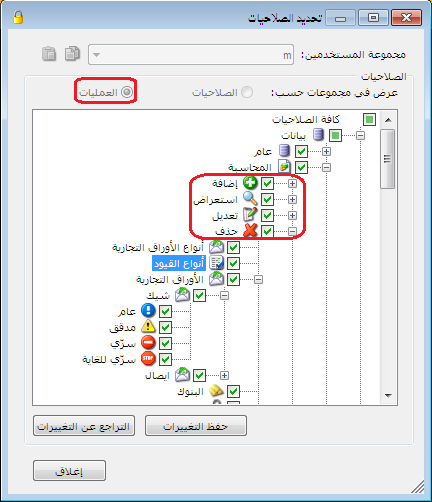 تحديد الصلاحيات
مجموعة المستخدمين: m
الصلاحيات
عرض في مجموعات حسب: الصلاحيات العمليات
كافة الصلاحيات
بيانات
عام
المحاسبة
إضافة
استعراض
تعديل
حذف
أنواع الأوراق التجارية
أنواع القيود
الأوراق التجارية
شيك
عام
مدقق
سرّي
سرّي للغاية
ايصال
البنوك
حفظ التغييرات التراجع عن التغييرات
إغلاق